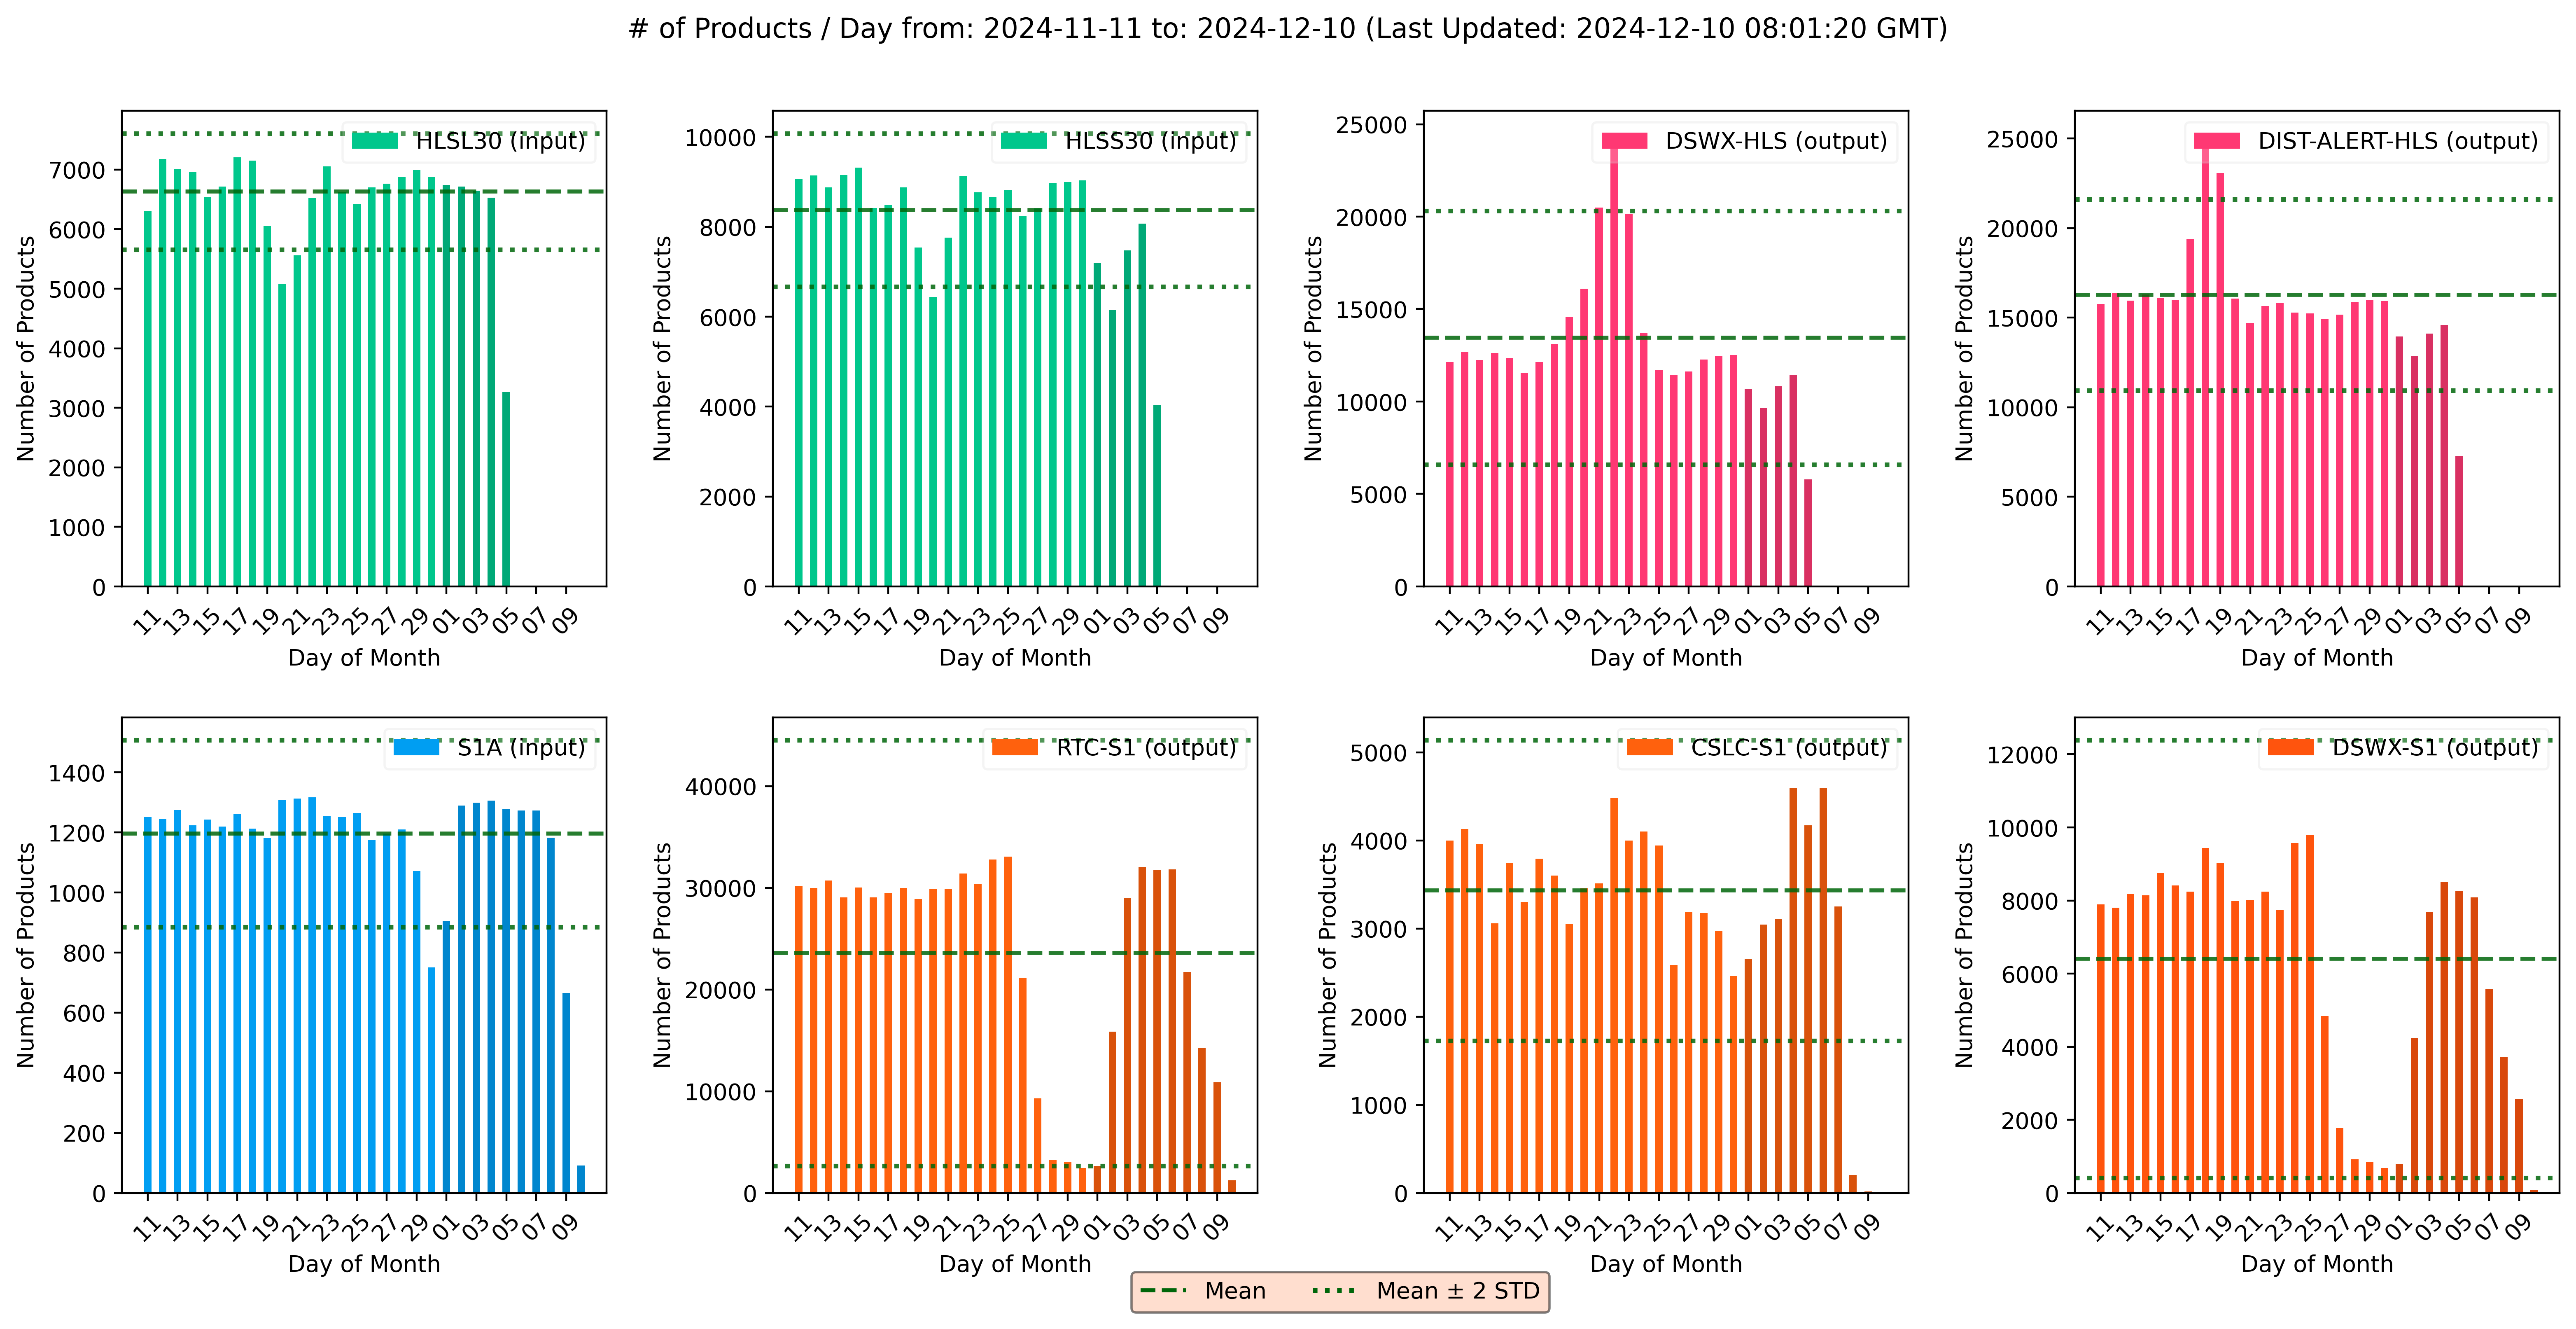 # of Products / Day from: 2024-11-11 to: 2024-12-10 (Last Updated: 2024-12-10 08:01:20 GMT)
HLSL30 (input)
Number of Products
7000
6000
5000
4000
3000
2000
1000
0
11 13 15 17 19 21 23 25 27 29 01 03 05 07 09
Day of Month
HLSS30 (input)
Number of Products
10000
8000
6000
4000
2000
0
11 13 15 17 19 21 23 25 27 29 01 03 05 07 09
Day of Month
DSWX-HLS (output)
Number of Products
25000
20000
15000
10000
5000
0
11 13 15 17 19 21 23 25 27 29 01 03 05 07 09
Day of Month
DIST-ALERT-HLS (output)
Number of Products
25000
20000
15000
10000
5000
0
11 13 15 17 19 21 23 25 27 29 01 03 05 07 09
Day of Month
S1A (input)
Number of Products
1400
1200
1000
800
600
400
200
0
11 13 15 17 19 21 23 25 27 29 01 03 05 07 09
Day of Month
RTC-S1 (output)
Number of Products
40000
30000
20000
10000
0
11 13 15 17 19 21 23 25 27 29 01 03 05 07 09
Day of Month
CSLC-S1 (output)
Number of Products
5000
4000
3000
2000
1000
0
11 13 15 17 19 21 23 25 27 29 01 03 05 07 09
Day of Month
DSWX-S1 (output)
Number of Products
12000
10000
8000
6000
4000
2000
0
11 13 15 17 19 21 23 25 27 29 01 03 05 07 09
Day of Month
Mean
Mean ± 2 STD